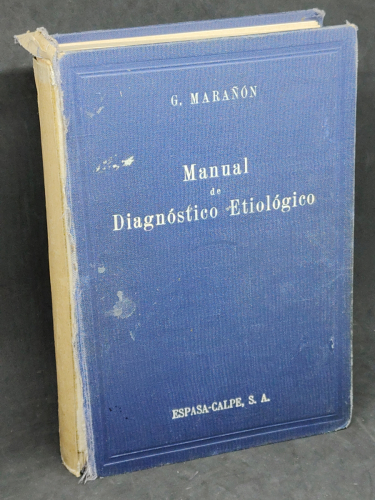 G. MARAÑÓN
Manual
de
Diagnóstico Etiológico
ESPASA-CALPE, S. A.